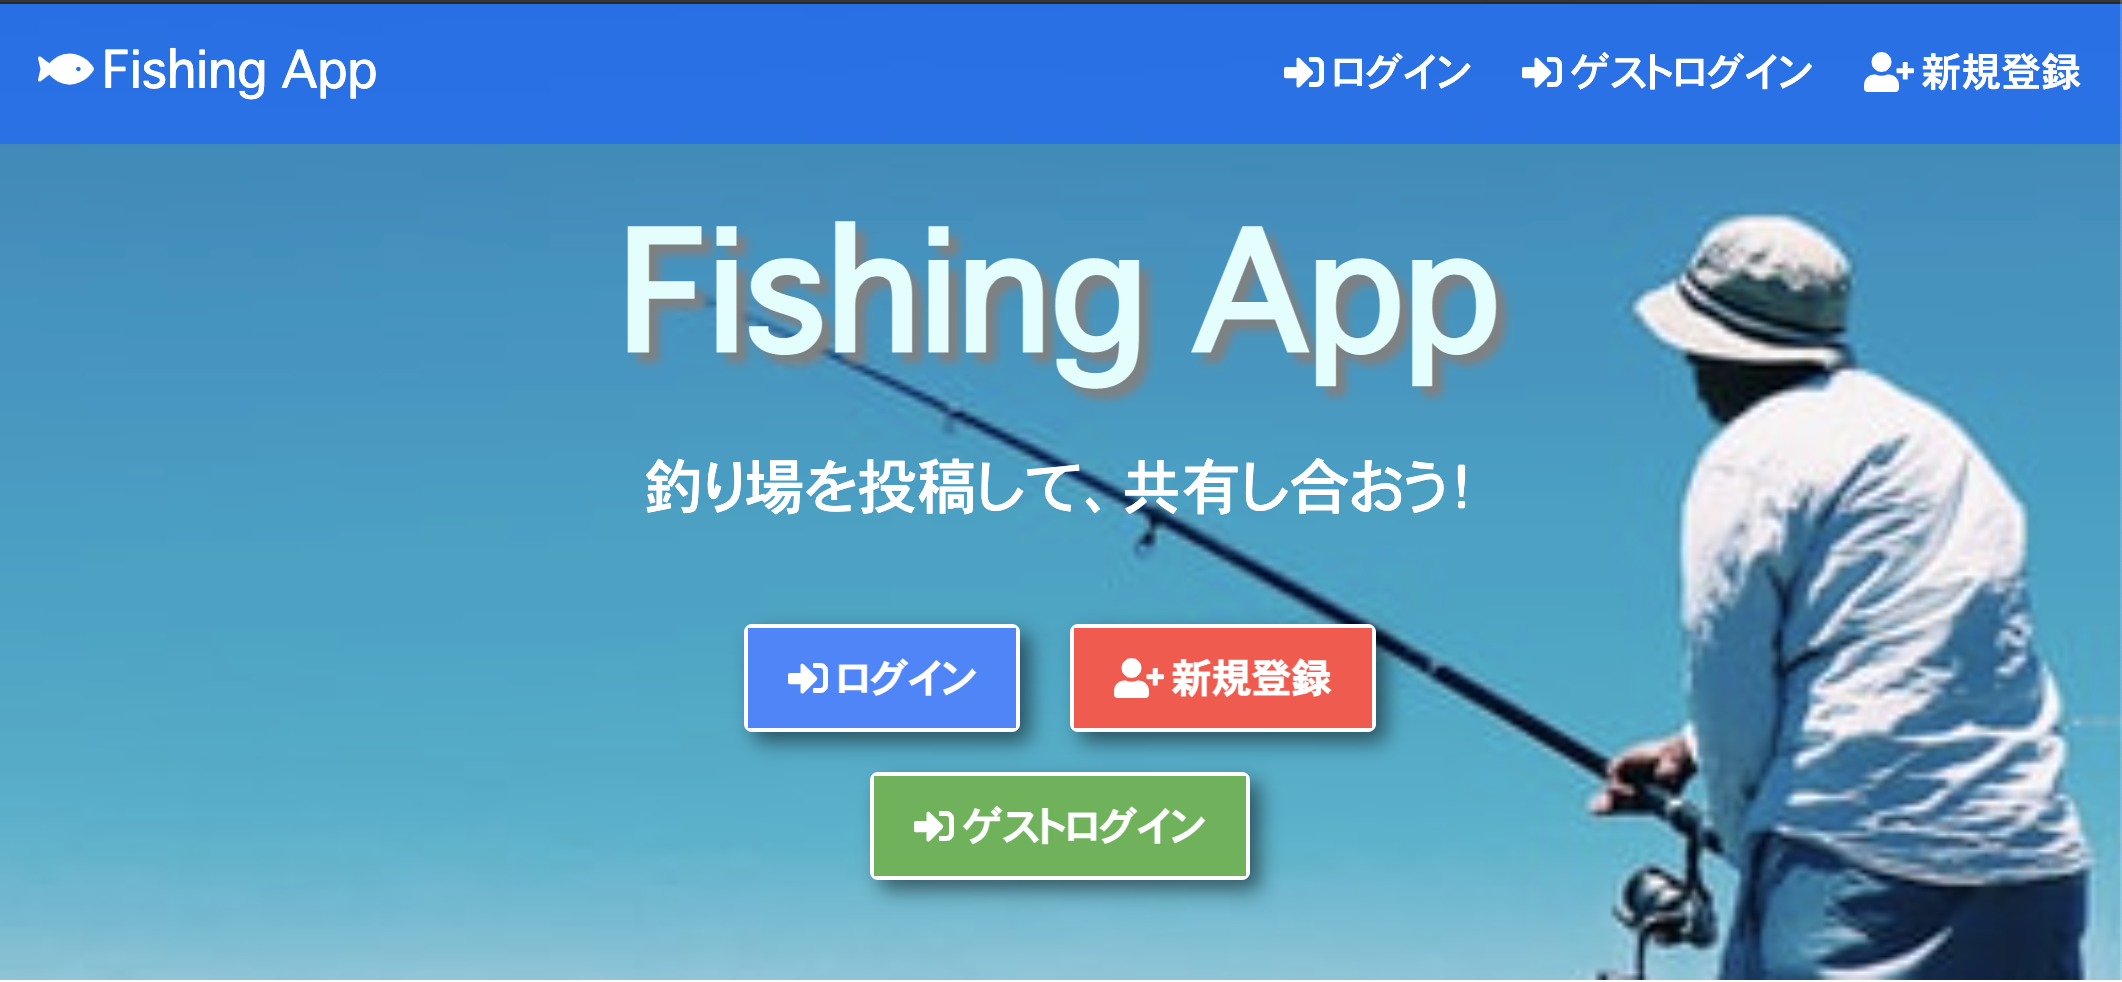 Fishing App
ログイン ゲストログイン 新規登録
Fishing App
釣り場を投稿して、共有し合おう！
ログイン 新規登録
ゲストログイン